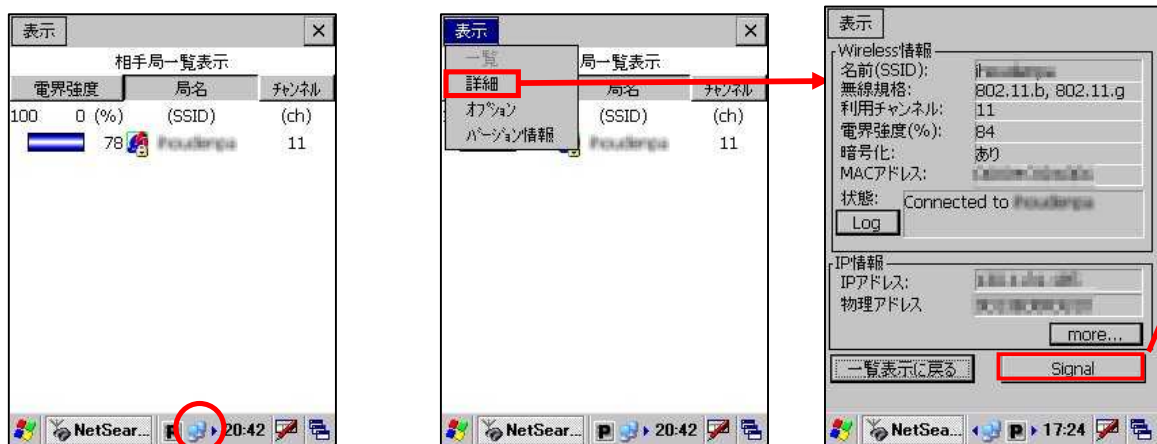 表示 ×
相手局一覧表示
電界強度 局名 チャンネル
100 0 (%) (SSID) (ch)
78 11
NetSear... P 20:42
表示 ×
一覧 局一覧表示
詳細 局名 チャンネル
オプション (SSID) (ch)
バージョン情報 11
NetSear... P 20:42
表示
Wireless情報
名前(SSID):
無線規格: 802.11.b, 802.11.g
利用チャンネル: 11
電界強度(%): 84
暗号化: あり
MACアドレス:
状態: Connected to
Log
IP情報
IPアドレス:
物理アドレス
more...
一覧表示に戻る Signal
NetSea... P 17:24